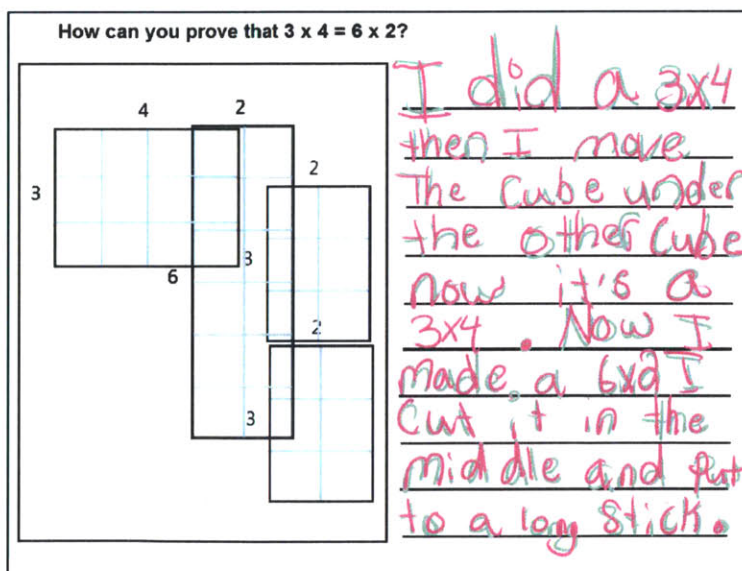 How can you prove that 3 x 4 = 6 x 2?
4
2
3
2
6
3
2
3
I did a 3x4
then I move
The Cube under
the other Cube
now it's a
3x4. Now I
made a 6x2 I
Cut it in the
middle and put
to a long stick.